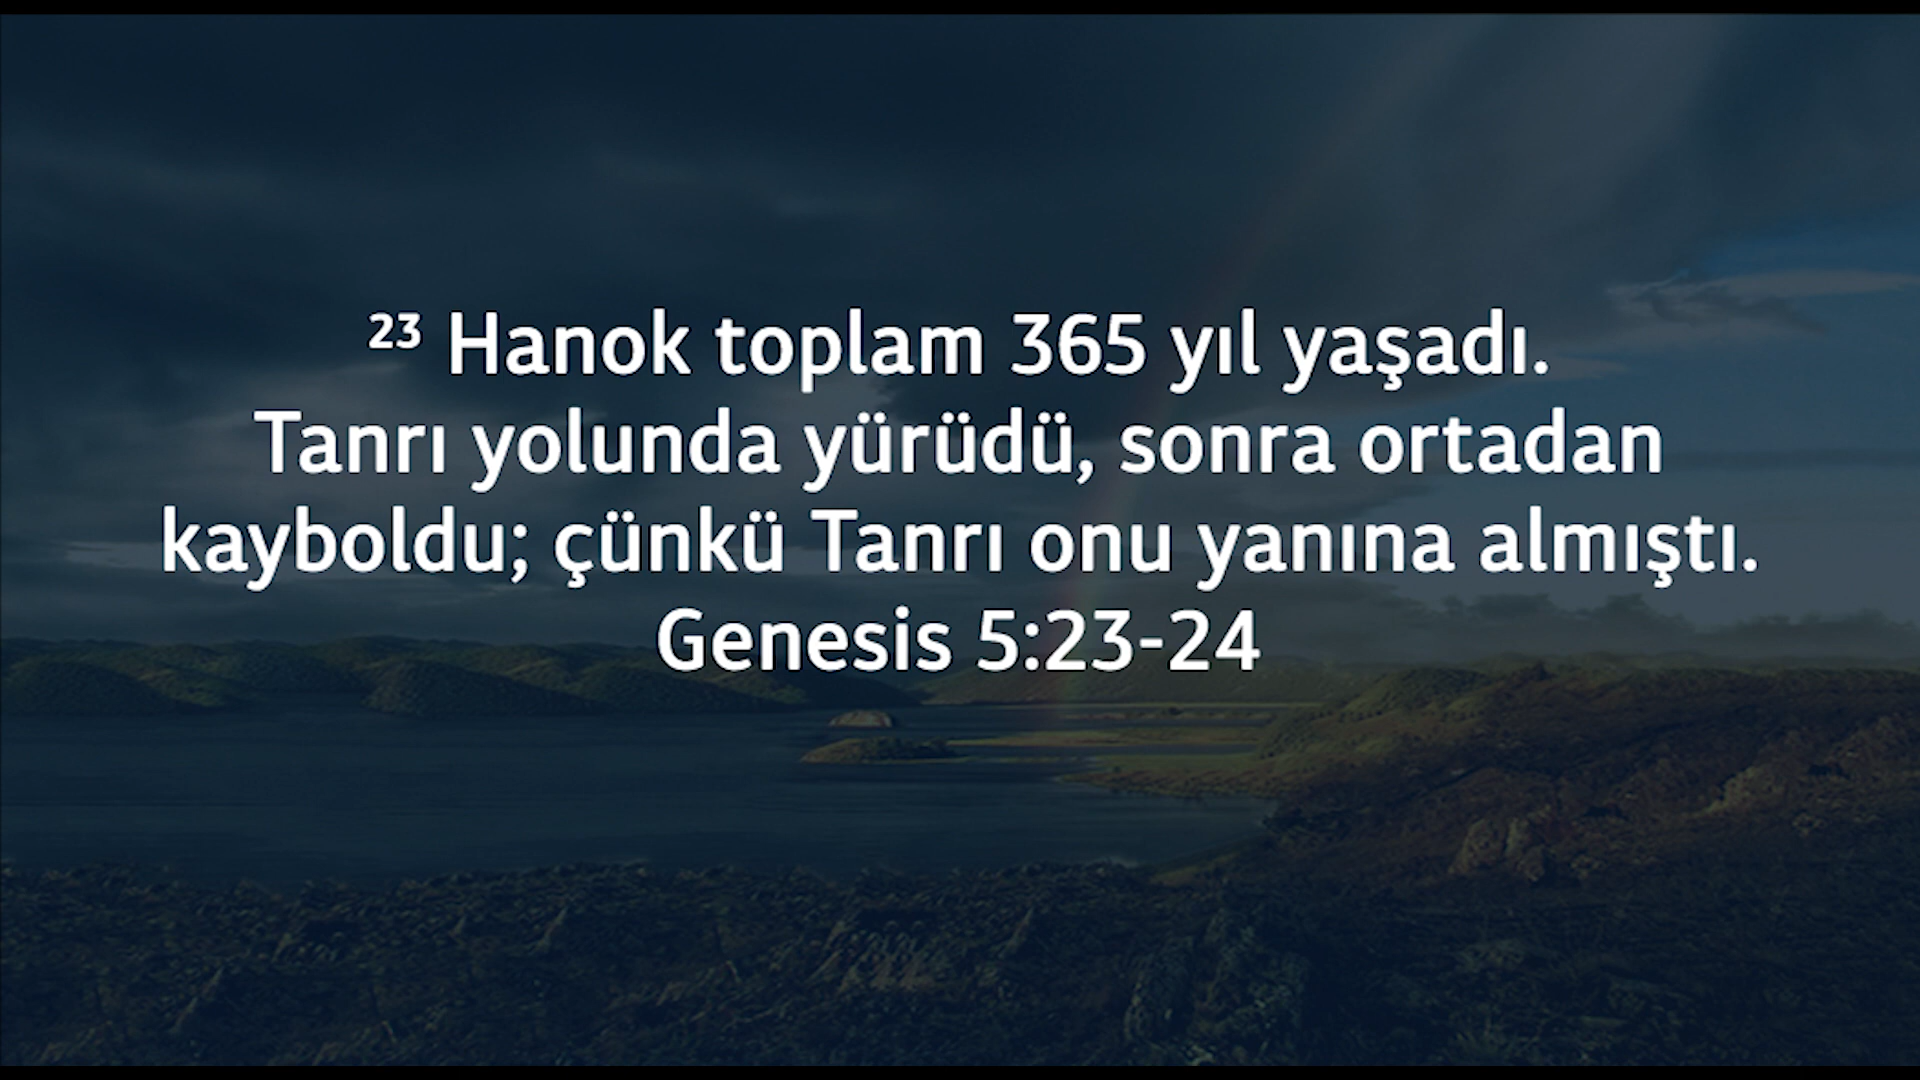 ²³ Hanok toplam 365 yıl yaşadı.
Tanrı yolunda yürüdü, sonra ortadan
kayboldu; çünkü Tanrı onu yanına almıştı.
Genesis 5:23-24